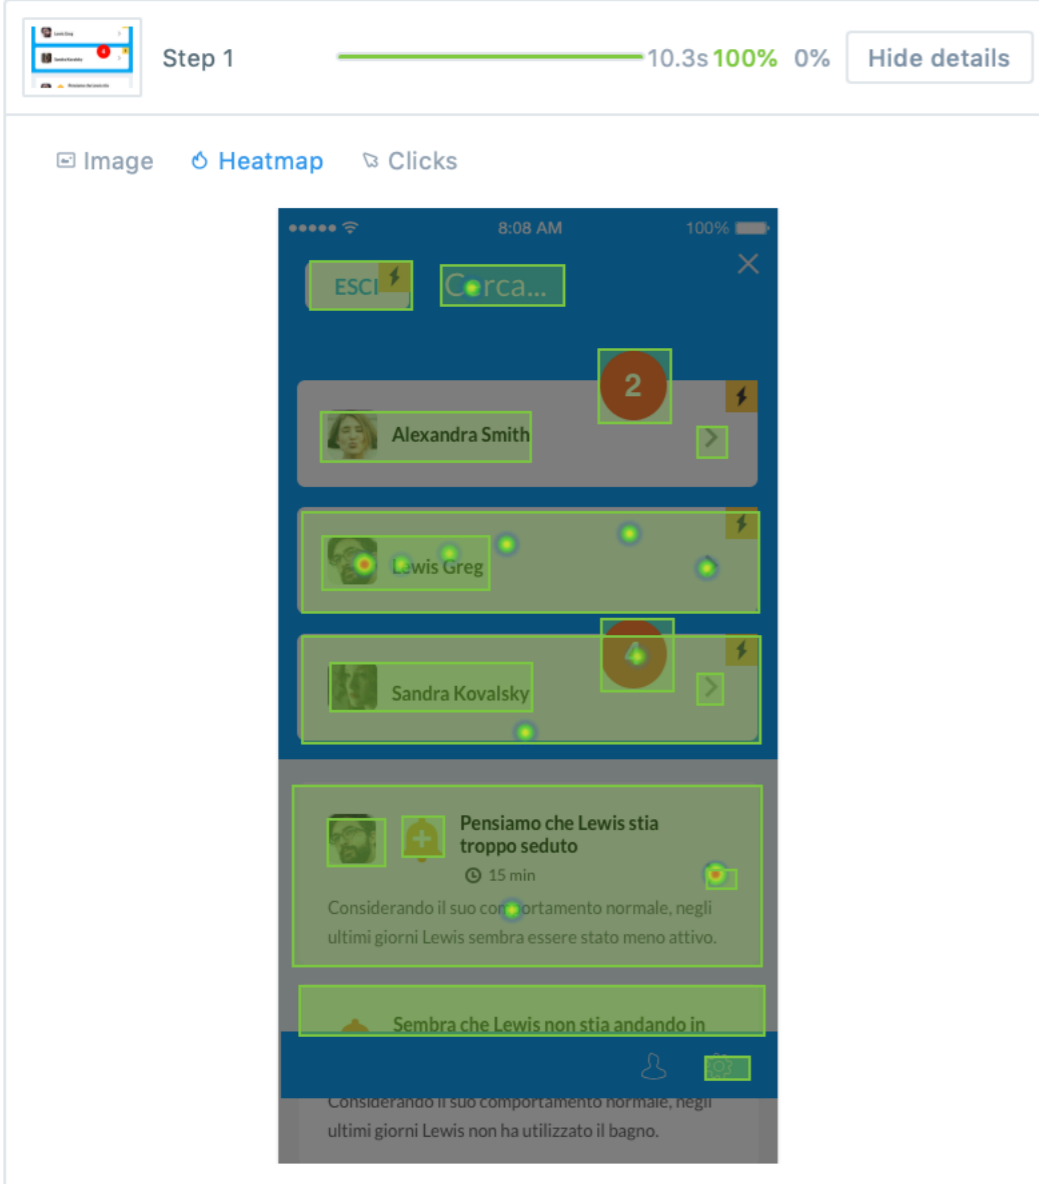 Step 1 10.3s 100% 0% Hide details
Image Heatmap Clicks
8:08 AM 100%
ESCI Cerca...
2
Alexandra Smith
Lewis Greg
4
Sandra Kovalsky
Pensiamo che Lewis stia
troppo seduto
15 min
Considerando il suo comportamento normale, negli
ultimi giorni Lewis sembra essere stato meno attivo.
Sembra che Lewis non stia andando in
Considerando il suo comportamento normale, negli
ultimi giorni Lewis non ha utilizzato il bagno.